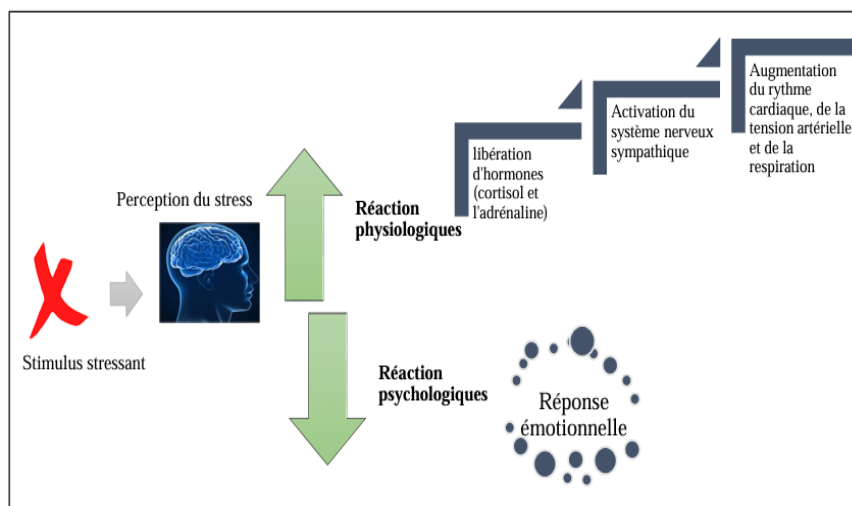 Stimulus stressant
Perception du stress
Réaction
physiologiques
libération
d'hormones
(cortisol et
l'adrénaline)
Activation du
système nerveux
sympathique
Augmentation
du rythme
cardiaque, de la
tension artérielle
et de la
respiration
Réaction
psychologiques
Réponse
émotionnelle